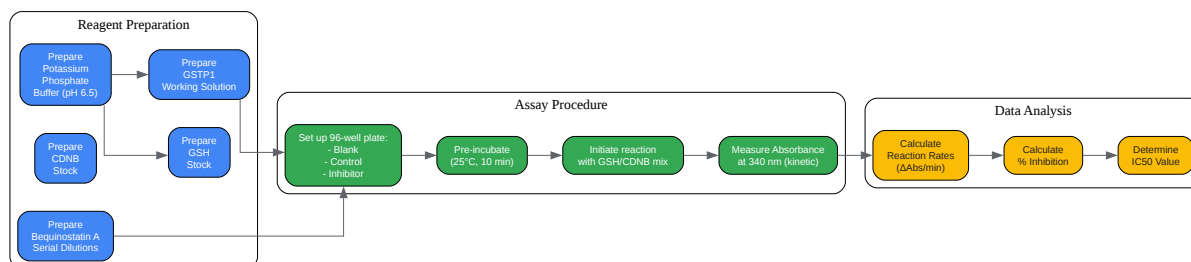 Reagent Preparation
Prepare
Potassium
Phosphate
Buffer (pH 6.5)
Prepare
GSTP1
Working Solution
Prepare
CDNB
Stock
Prepare
GSH
Stock
Prepare
Bequinostatin A
Serial Dilutions
Assay Procedure
Set up 96-well plate:
- Blank
- Control
- Inhibitor
Pre-incubate
(25°C, 10 min)
Initiate reaction
with GSH/CDNB mix
Measure Absorbance
at 340 nm (kinetic)
Data Analysis
Calculate
Reaction Rates
(ΔAbs/min)
Calculate
% Inhibition
Determine
IC50 Value